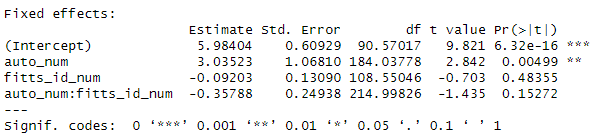 Fixed effects:
                      Estimate Std. Error        df t value Pr(>|t|)
(Intercept)            5.98404    0.60929  90.57017   9.821 6.32e-16 ***
auto_num               3.03523    1.06810 184.03778   2.842  0.00499 **
fitts_id_num          -0.09203    0.13090 108.55046  -0.703  0.48355
auto_num:fitts_id_num -0.35788    0.24938 214.99826  -1.435  0.15272
---
Signif. codes:  0 ‘***’ 0.001 ‘**’ 0.01 ‘*’ 0.05 ‘.’ 0.1 ‘ ’ 1